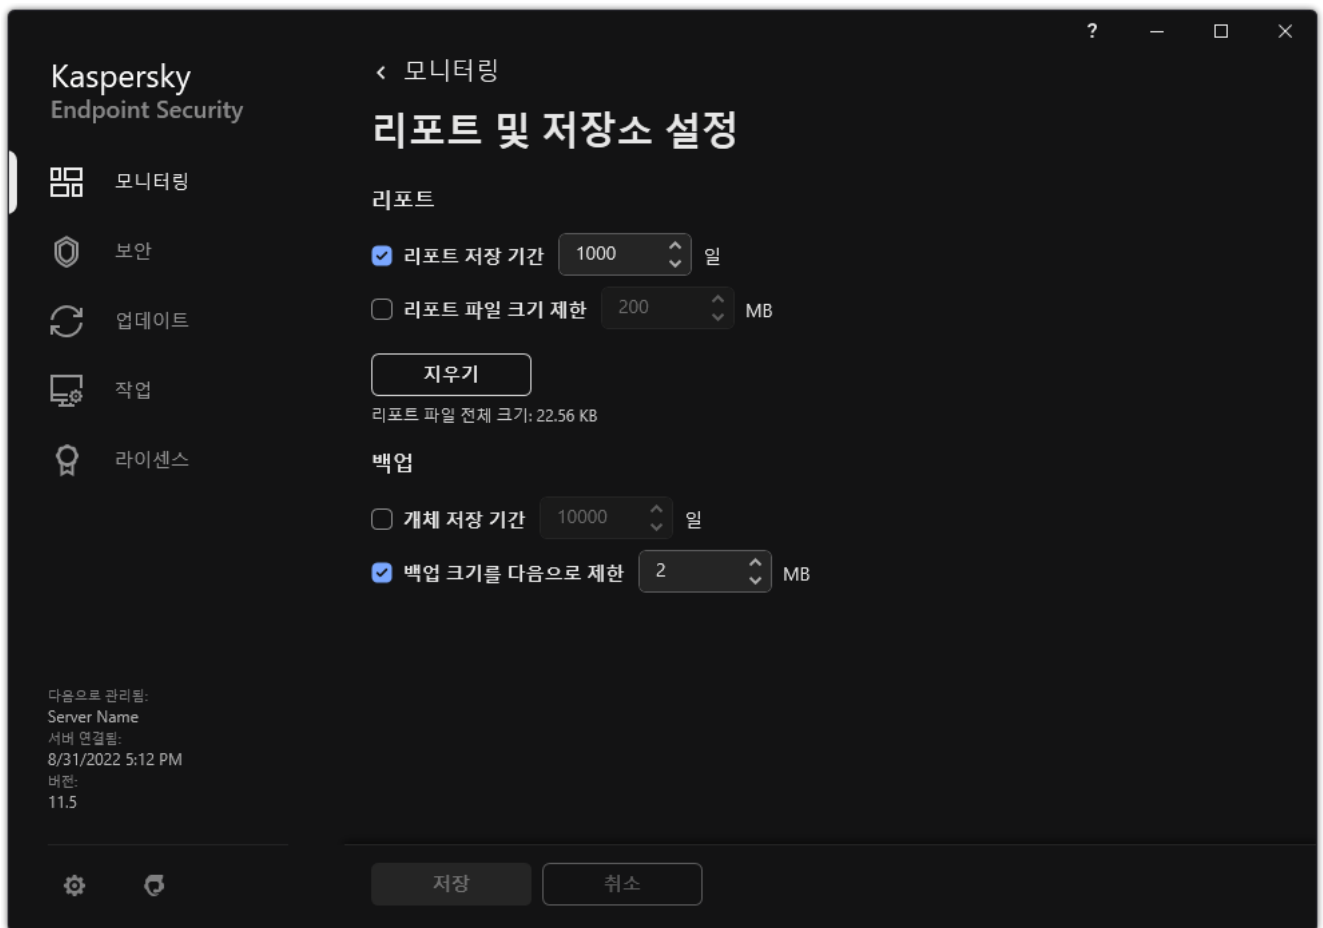 ?
Kaspersky
Endpoint Security
모니터링
보안
업데이트
작업
라이센스
다음으로 관리됨:
Server Name
서버 연결됨:
8/31/2022 5:12 PM
버전:
11.5
모니터링
리포트 및 저장소 설정
리포트
리포트 저장 기간 1000 일
리포트 파일 크기 제한 200 MB
지우기
리포트 파일 전체 크기: 22.56 KB
백업
개체 저장 기간 10000 일
백업 크기를 다음으로 제한 2 MB
저장 취소